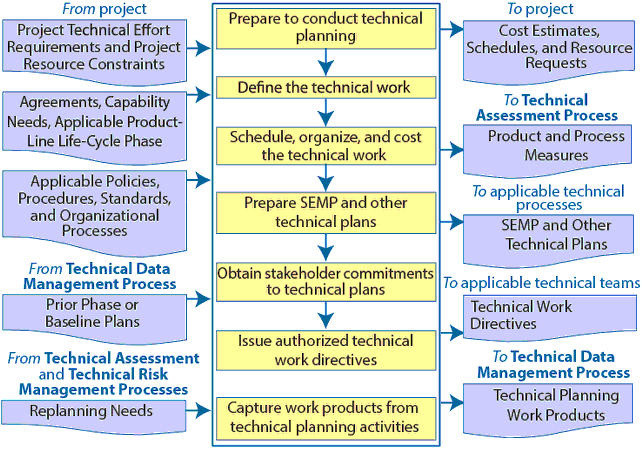 From project
Project Technical Effort
Requirements and Project
Resource Constraints
Agreements, Capability
Needs, Applicable Product-
Line Life-Cycle Phase
Applicable Policies,
Procedures, Standards,
and Organizational
Processes
From Technical Data
Management Process
Prior Phase or
Baseline Plans
From Technical Assessment
and Technical Risk
Management Processes
Replanning Needs
Prepare to conduct technical
planning
Define the technical work
Schedule, organize, and cost
the technical work
Prepare SEMP and other
technical plans
Obtain stakeholder commitments
to technical plans
Issue authorized technical
work directives
Capture work products from
technical planning activities
To project
Cost Estimates,
Schedules, and Resource
Requests
To Technical
Assessment Process
Product and Process
Measures
To applicable technical
processes
SEMP and Other
Technical Plans
To applicable technical teams
Technical Work
Directives
To Technical Data
Management Process
Technical Planning
Work Products